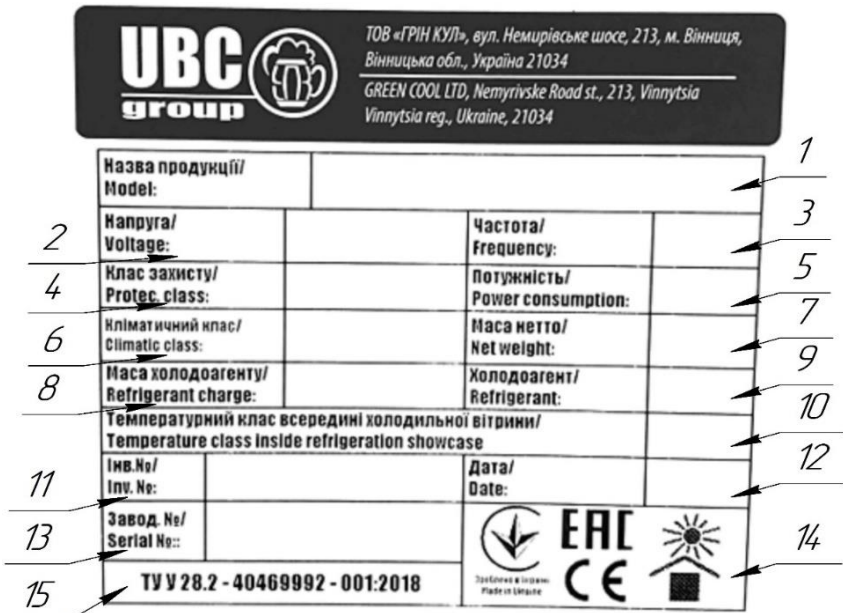 UBC
group
ТОВ «ГРІН КУЛ», вул. Немирівське шосе, 213, м. Вінниця,
Вінницька обл., Україна 21034
GREEN COOL LTD, Nemyrivske Road st., 213, Vinnytsia
Vinnytsia reg., Ukraine, 21034
1
Назва продукції/
Model:
2
Напруга/
Voltage:
Частота/
Frequency:
3
4
Клас захисту/
Protec. class:
Потужність/
Power consumption:
5
6
Кліматичний клас/
Climatic class:
Маса нетто/
Net weight:
7
8
Маса холодоагенту/
Refrigerant charge:
Холодоагент/
Refrigerant:
9
Температурний клас всередині холодильної вітрини/
Temperature class inside refrigeration showcase
10
11
Інв.№/
Inv. №:
Дата/
Date:
12
13
Завод. №/
Serial №::
Зроблено в Україні
Made in Ukraine
EAC
CE
14
15
ТУ У 28.2 - 40469992 - 001:2018